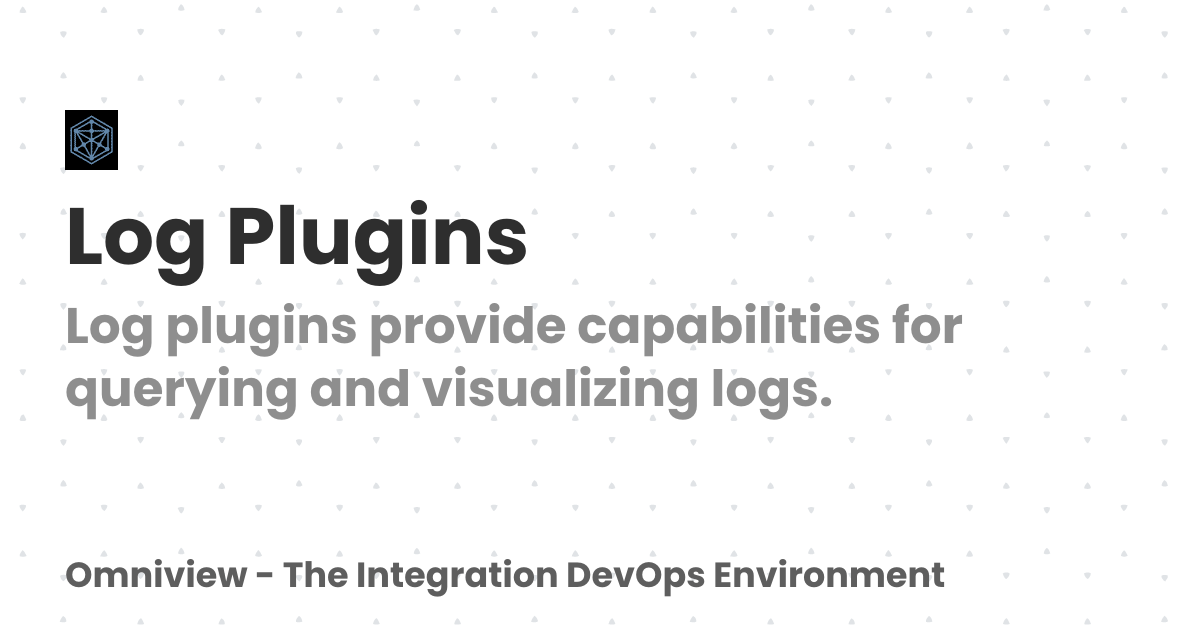 Log Plugins
Log plugins provide capabilities for
querying and visualizing logs.
Omniview - The Integration DevOps Environment